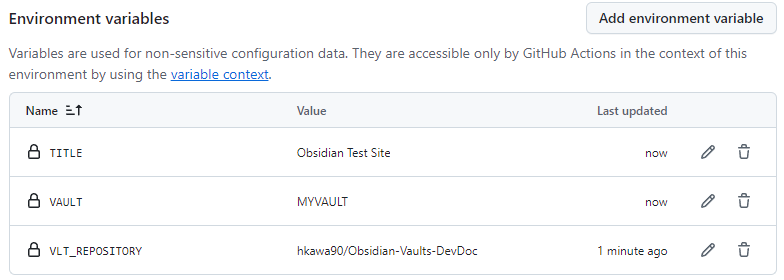 Environment variables
Add environment variable
Variables are used for non-sensitive configuration data. They are accessible only by GitHub Actions in the context of this
environment by using the variable context.
Name Value Last updated
TITLE Obsidian Test Site now
VAULT MYVAULT now
VLT_REPOSITORY hkawa90/Obsidian-Vaults-DevDoc 1 minute ago